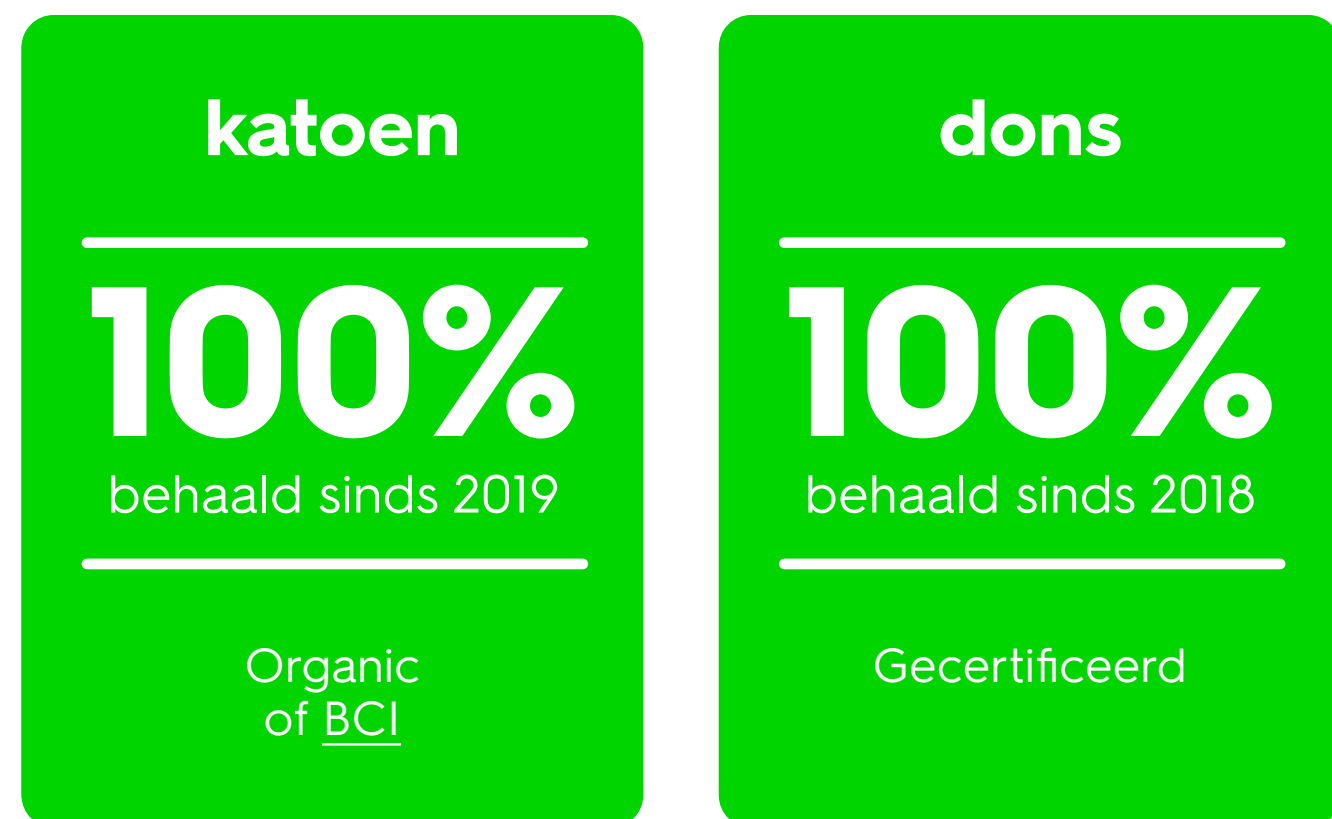 katoen
100%
behaald sinds 2019
Organic
of BCI
dons
100%
behaald sinds 2018
Gecertificeerd